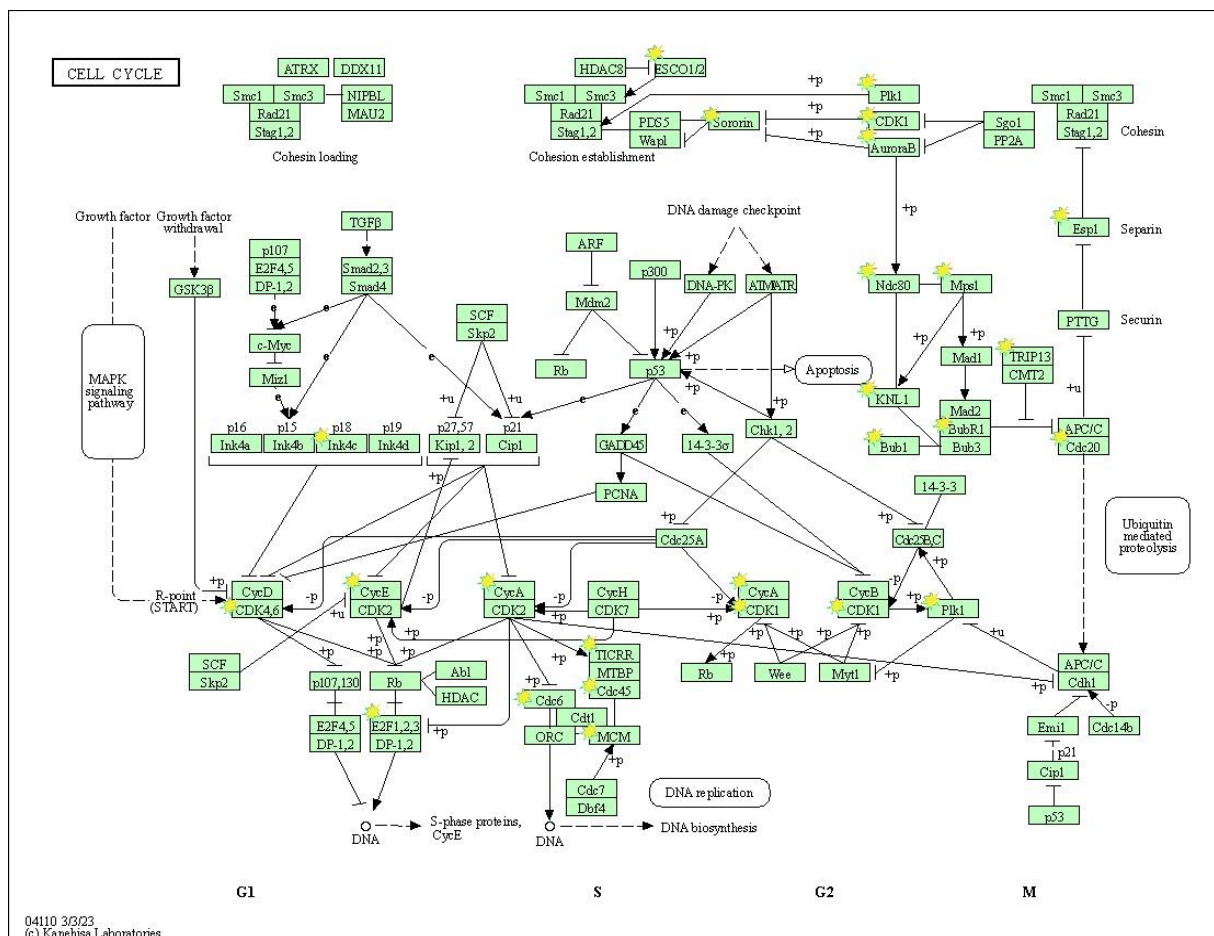 CELL CYCLE
ATRX DDX11
Smc1 Smc3 NIPBL
Rad21 MAU2
Stag1,2
Cohesin loading
HDAC8 ESCO1/2
Smc1 Smc3
Rad21
Stag1,2
PDS5
Wapl
Sororin
Cohesion establishment
+p
Plk1
+p
CDK1
+p
AuroraB
Sgo1
PP2A
Smc1 Smc3
Rad21
Stag1,2
Cohesin
Growth factor
Growth factor
withdrawal
GSK3β
MAPK
signaling
pathway
p107
E2F4,5
DP-1,2
TGFβ
Smad2,3
Smad4
e
c-Myc
Miz1
e
e
e
SCF
Skp2
+u
+u
ARF
Mdm2
Rb
p300
DNA damage checkpoint
DNA-PK
ATM ATR
+p
+p
p53
+p
Apoptosis
e
e
e
+p
+p
Ndc80
Mps1
+p
+p
Mad1
TRIP13
CMT2
KNL1
Mad2
BubR1
Bub3
Bub1
Esp1
Separin
PTTG
Securin
+u
APC/C
Cdc20
p16
Ink4a
p15
Ink4b
p18
Ink4c
p19
Ink4d
p27,57
Kip1, 2
p21
Cip1
GADD45
14-3-3σ
Chk1, 2
+p
PCNA
+p
+p
14-3-3
Cdc25A
Cdc25B,C
Ubiquitin
mediated
proteolysis
R-point
(START)
+p
CycD
CDK4,6
-p
CycE
CDK2
-p
CycA
CDK2
-p
CycH
CDK7
-p
+p
CycA
CDK1
CycB
CDK1
-p
+p
+p
Plk1
+u
+u
SCF
Skp2
+p
+p
+p
p107,130
Rb
Abl
HDAC
E2F4,5
DP-1,2
E2F1,2,3
DP-1,2
+p
+p
+p
TICRR
MTBP
Cdc45
Cdc6
Cdt1
ORC
MCM
+p
Cdc7
Dbf4
+p
Rb
Wee
+p
Myt1
+p
+p
APC/C
Cdh1
-p
Emi1
Cdc14b
p21
Cip1
p53
DNA replication
DNA
S-phase proteins,
CycE
DNA
DNA biosynthesis
G1 S G2 M
04110 3/3/23
(c) Kanehisa Laboratories